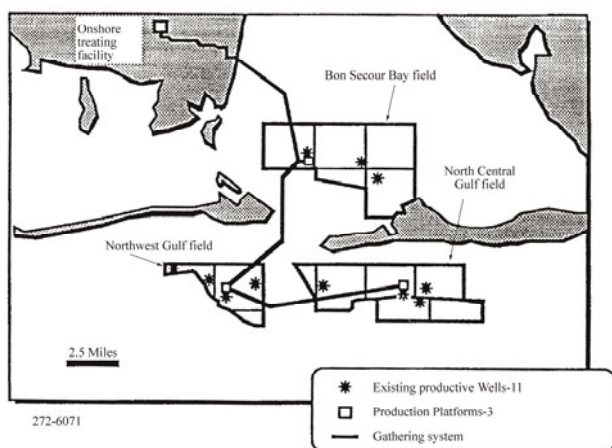 Onshore
treating
facility
Bon Secour Bay field
North Central
Gulf field
Northwest Gulf field
2.5 Miles
Existing productive Wells-11
Production Platforms-3
Gathering system
272-6071